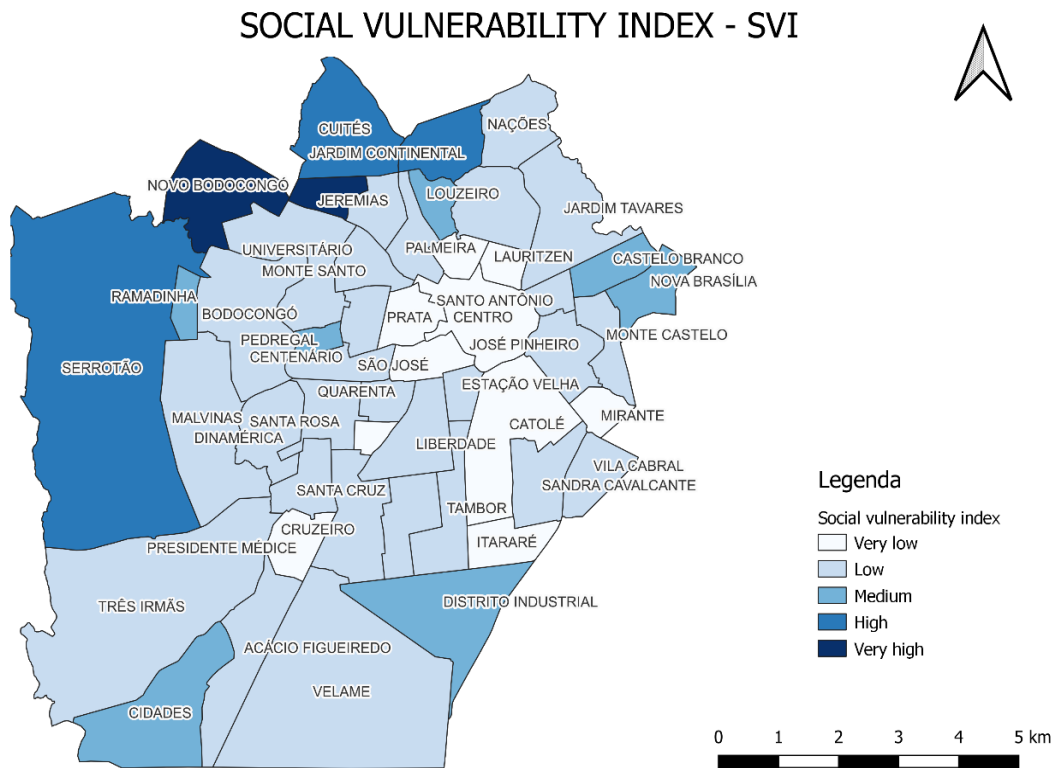 SOCIAL VULNERABILITY INDEX - SVI
NAÇÕES
CUITÉS
JARDIM CONTINENTAL
NOVO BODOCONGÓ
JEREMIAS
LOUZEIRO
JARDIM TAVARES
UNIVERSITÁRIO
PALMEIRA
LAURITZEN
CASTELO BRANCO
MONTE SANTO
NOVA BRASÍLIA
RAMADINHA
SANTO ANTÔNIO
BODOCONGÓ
PRATA
CENTRO
MONTE CASTELO
PEDREGAL
JOSÉ PINHEIRO
CENTENÁRIO
SERROTÃO
SÃO JOSÉ
ESTAÇÃO VELHA
QUARENTA
MIRANTE
MALVINAS
SANTA ROSA
CATOLÉ
DINAMÉRICA
LIBERDADE
VILA CABRAL
SANDRA CAVALCANTE
SANTA CRUZ
TAMBOR
CRUZEIRO
ITARARÉ
PRESIDENTE MÉDICE
TRÊS IRMÃS
DISTRITO INDUSTRIAL
ACÁCIO FIGUEIREDO
VELAME
CIDADES
Legenda
Social vulnerability index
Very low
Low
Medium
High
Very high
0 1 2 3 4 5 km